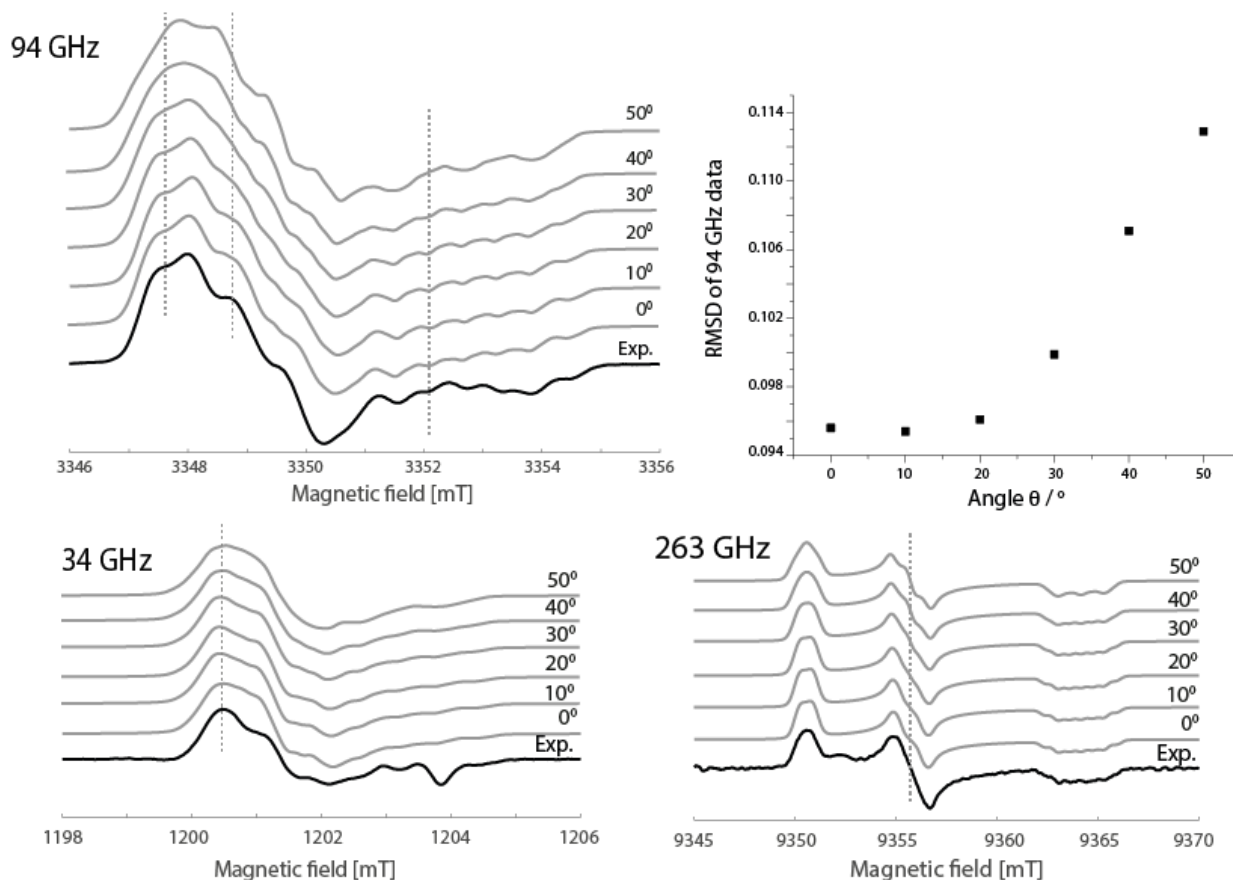 94 GHz
50⁰
40⁰
30⁰
20⁰
10⁰
0⁰
Exp.
3346 3348 3350 3352 3354 3356
Magnetic field [mT]
RMSD of 94 GHz data
0.114
0.110
0.106
0.102
0.098
0.094
0 10 20 30 40 50
Angle θ / º
34 GHz
50⁰
40⁰
30⁰
20⁰
10⁰
0⁰
Exp.
1198 1200 1202 1204 1206
Magnetic field [mT]
263 GHz
50⁰
40⁰
30⁰
20⁰
10⁰
0⁰
Exp.
9345 9350 9355 9360 9365 9370
Magnetic field [mT]